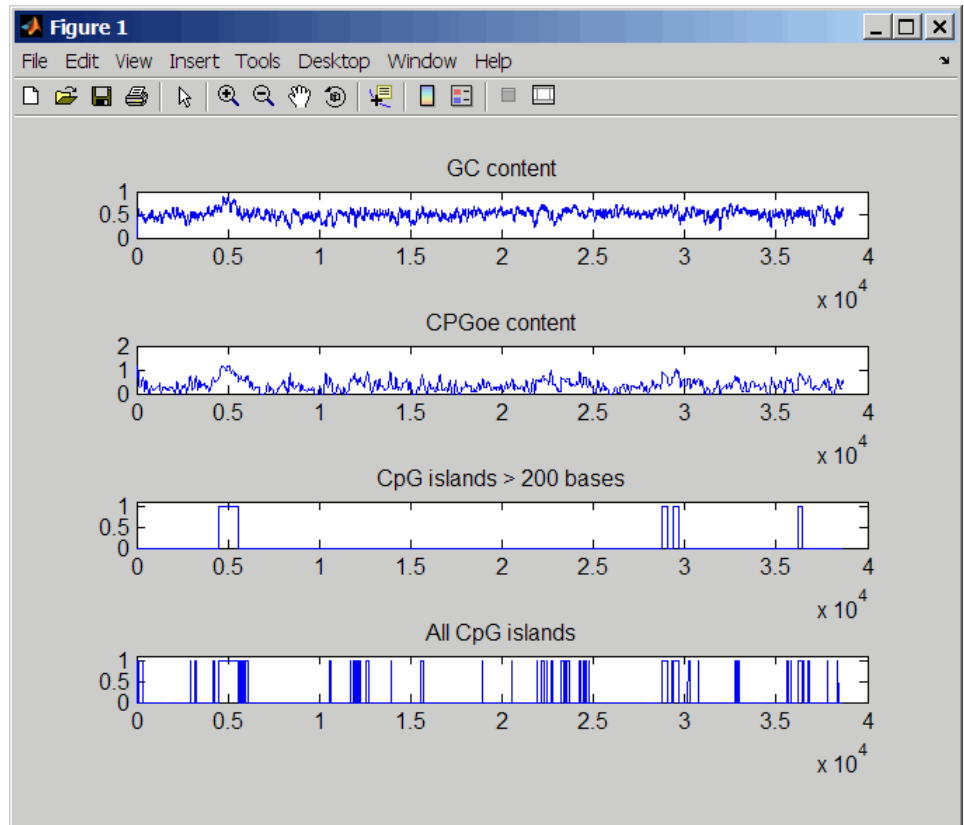 Figure 1
File Edit View Insert Tools Desktop Window Help
GC content
1
0.5
0
0 0.5 1 1.5 2 2.5 3 3.5 4
x 10^4
CPGoe content
2
1
0
0 0.5 1 1.5 2 2.5 3 3.5 4
x 10^4
CpG islands > 200 bases
1
0.5
0
0 0.5 1 1.5 2 2.5 3 3.5 4
x 10^4
All CpG islands
1
0.5
0
0 0.5 1 1.5 2 2.5 3 3.5 4
x 10^4